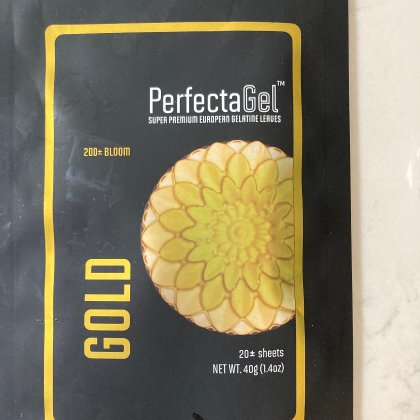 PerfectaGel™
SUPER PREMIUM EUROPEAN GELATINE LEAVES
200± BLOOM
GOLD
20± sheets
NET WT. 40g (1.4oz)